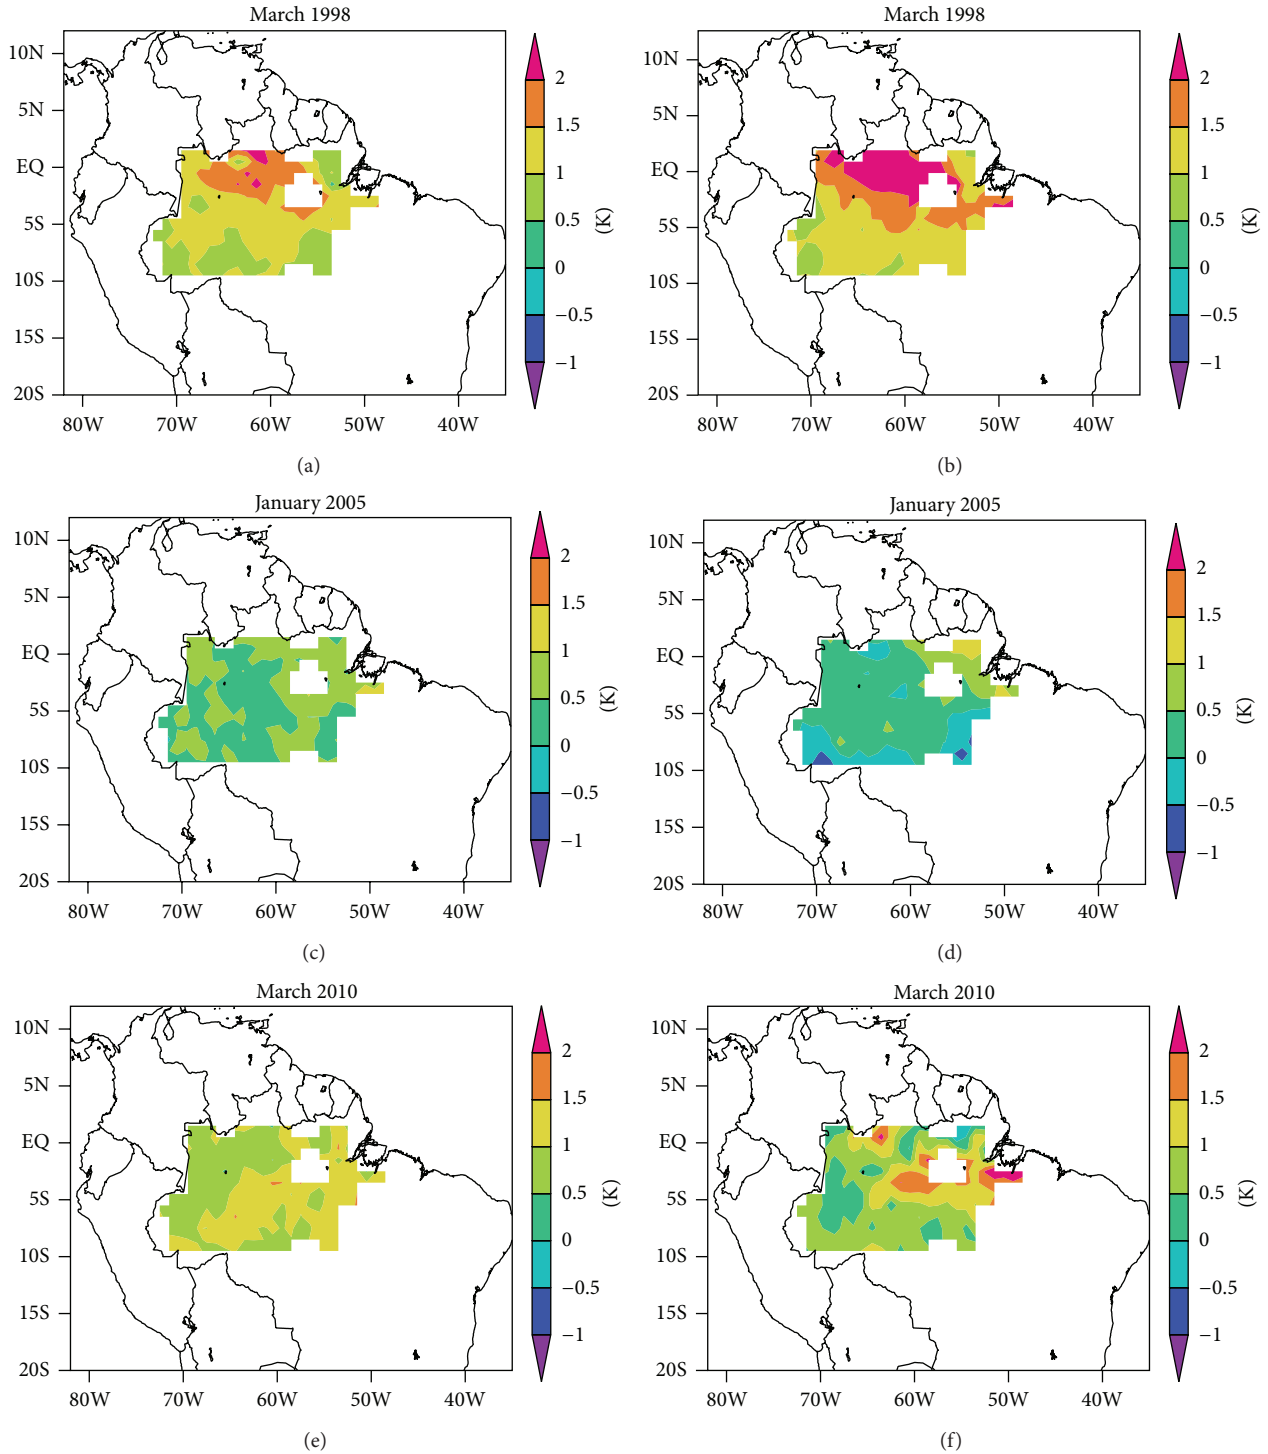 March 1998
10N
5N
EQ
5S
10S
15S
20S
80W 70W 60W 50W 40W
2
1.5
1
0.5
0
−0.5
−1
(K)
(a)
March 1998
10N
5N
EQ
5S
10S
15S
20S
80W 70W 60W 50W 40W
2
1.5
1
0.5
0
−0.5
−1
(K)
(b)
January 2005
10N
5N
EQ
5S
10S
15S
20S
80W 70W 60W 50W 40W
2
1.5
1
0.5
0
−0.5
−1
(K)
(c)
January 2005
10N
5N
EQ
5S
10S
15S
20S
80W 70W 60W 50W 40W
2
1.5
1
0.5
0
−0.5
−1
(K)
(d)
March 2010
10N
5N
EQ
5S
10S
15S
20S
80W 70W 60W 50W 40W
2
1.5
1
0.5
0
−0.5
−1
(K)
(e)
March 2010
10N
5N
EQ
5S
10S
15S
20S
80W 70W 60W 50W 40W
2
1.5
1
0.5
0
−0.5
−1
(K)
(f)